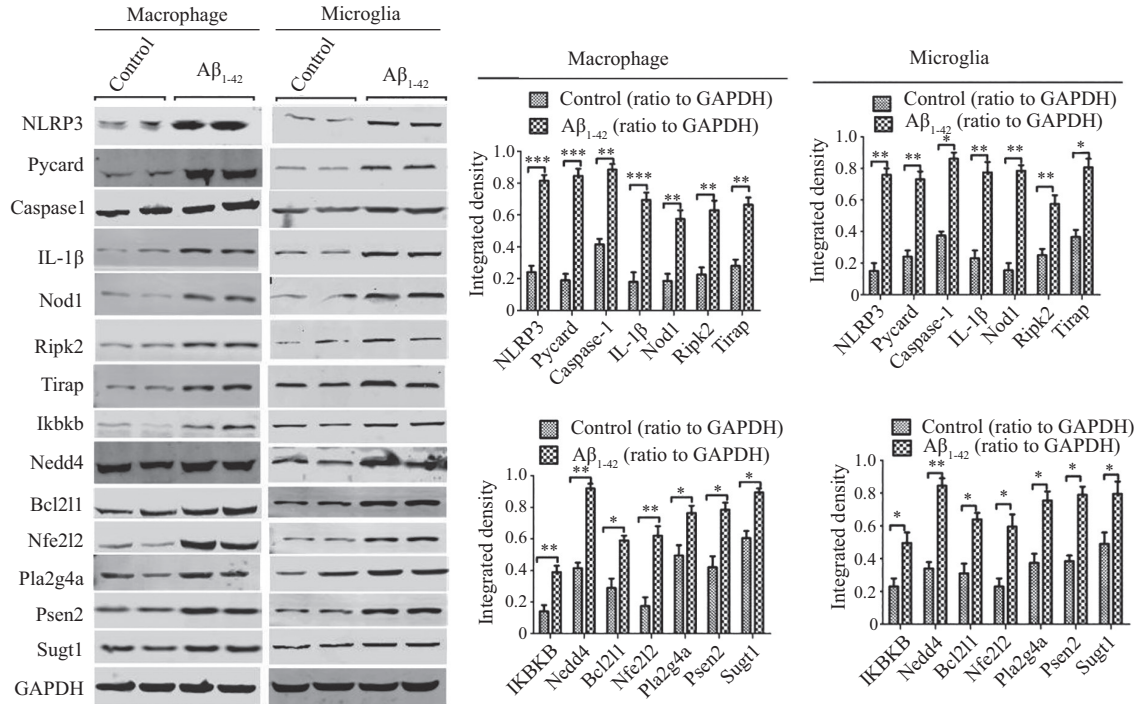 Macrophage
Microglia
Control
Aβ1-42
Control
Aβ1-42
NLRP3
Pycard
Caspase1
IL-1β
Nod1
Ripk2
Tirap
Ikbkb
Nedd4
Bcl2l1
Nfe2l2
Pla2g4a
Psen2
Sugt1
GAPDH
Macrophage
Control (ratio to GAPDH)
Aβ1-42 (ratio to GAPDH)
Integrated density
1.0
0.8
0.6
0.4
0.2
0
*** *** ** *** ** ** **
NLRP3 Pycard Caspase-1 IL-1β Nod1 Ripk2 Tirap
Microglia
Control (ratio to GAPDH)
Aβ1-42 (ratio to GAPDH)
Integrated density
1.0
0.8
0.6
0.4
0.2
0
** ** * ** ** ** *
NLRP3 Pycard Caspase-1 IL-1β Nod1 Ripk2 Tirap
Control (ratio to GAPDH)
Aβ1-42 (ratio to GAPDH)
Integrated density
1.0
0.8
0.6
0.4
0.2
0
** ** * ** * * *
IKBKB Nedd4 Bcl2l1 Nfe2l2 Pla2g4a Psen2 Sugt1
Control (ratio to GAPDH)
Aβ1-42 (ratio to GAPDH)
Integrated density
1.0
0.8
0.6
0.4
0.2
0
* ** * * * * *
IKBKB Nedd4 Bcl2l1 Nfe2l2 Pla2g4a Psen2 Sugt1